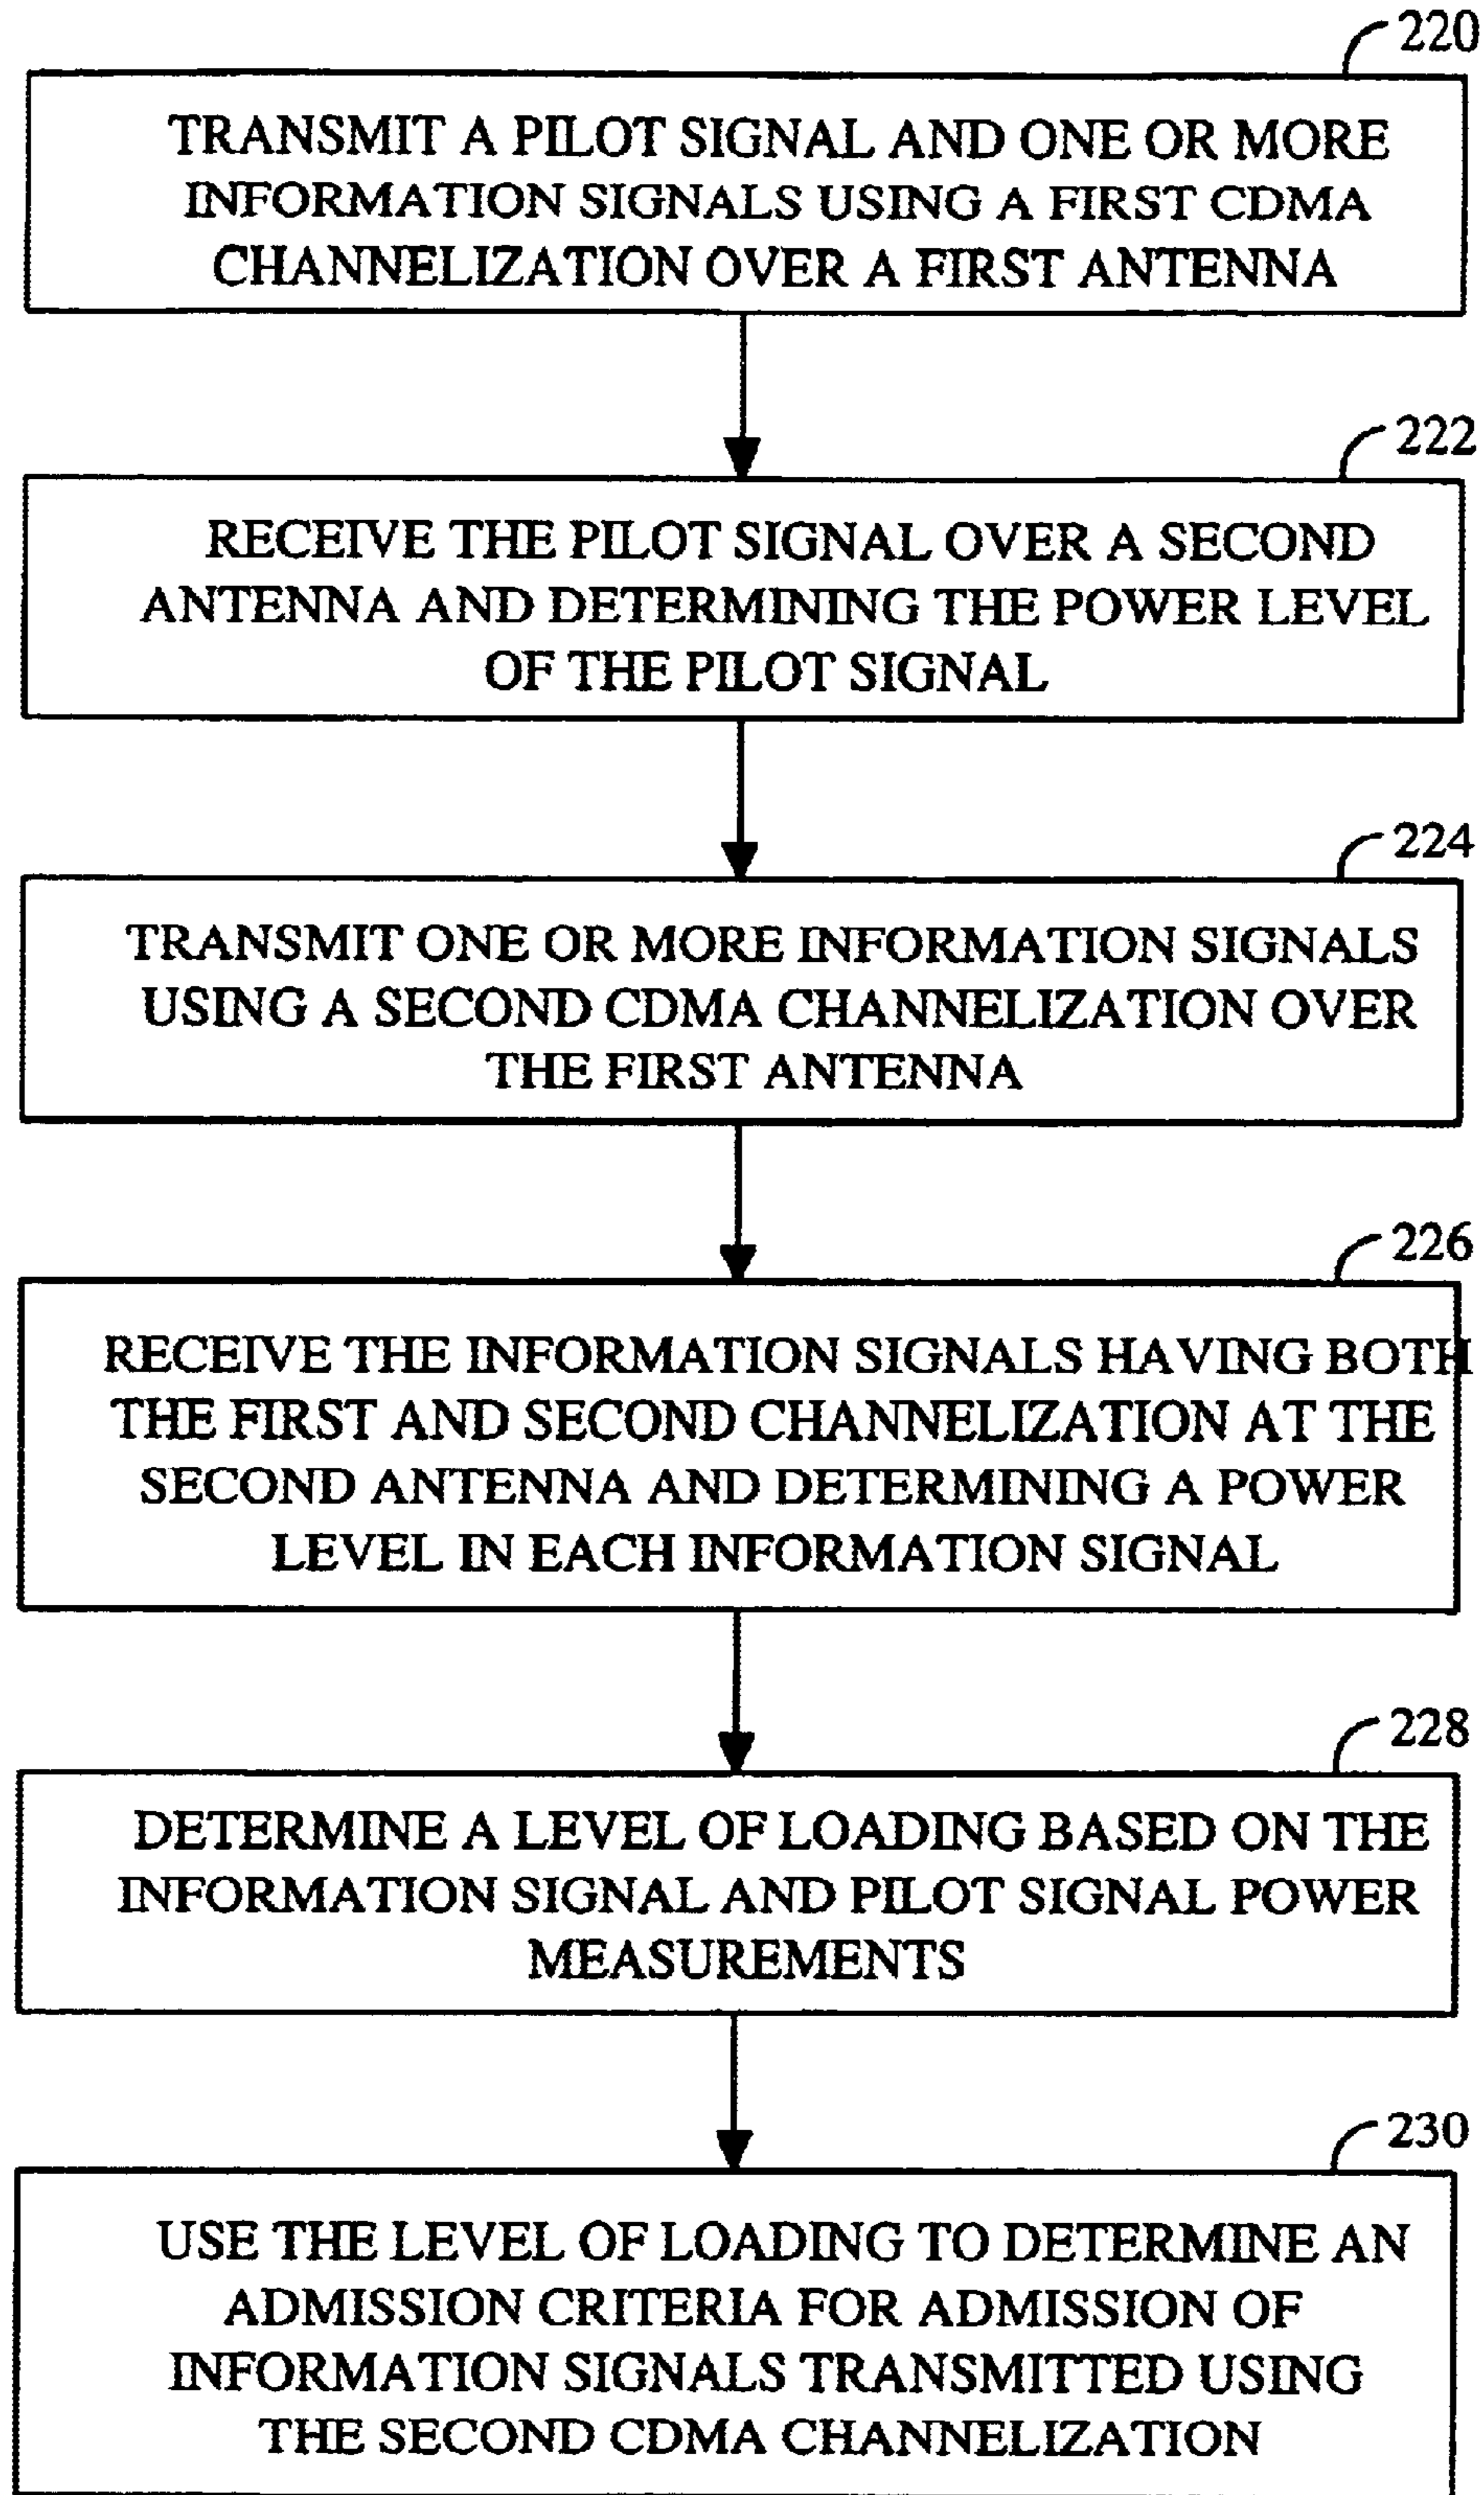 220
TRANSMIT A PILOT SIGNAL AND ONE OR MORE
INFORMATION SIGNALS USING A FIRST CDMA
CHANNELIZATION OVER A FIRST ANTENNA
222
RECEIVE THE PILOT SIGNAL OVER A SECOND
ANTENNA AND DETERMINING THE POWER LEVEL
OF THE PILOT SIGNAL
224
TRANSMIT ONE OR MORE INFORMATION SIGNALS
USING A SECOND CDMA CHANNELIZATION OVER
THE FIRST ANTENNA
226
RECEIVE THE INFORMATION SIGNALS HAVING BOTH
THE FIRST AND SECOND CHANNELIZATION AT THE
SECOND ANTENNA AND DETERMINING A POWER
LEVEL IN EACH INFORMATION SIGNAL
228
DETERMINE A LEVEL OF LOADING BASED ON THE
INFORMATION SIGNAL AND PILOT SIGNAL POWER
MEASUREMENTS
230
USE THE LEVEL OF LOADING TO DETERMINE AN
ADMISSION CRITERIA FOR ADMISSION OF
INFORMATION SIGNALS TRANSMITTED USING
THE SECOND CDMA CHANNELIZATION